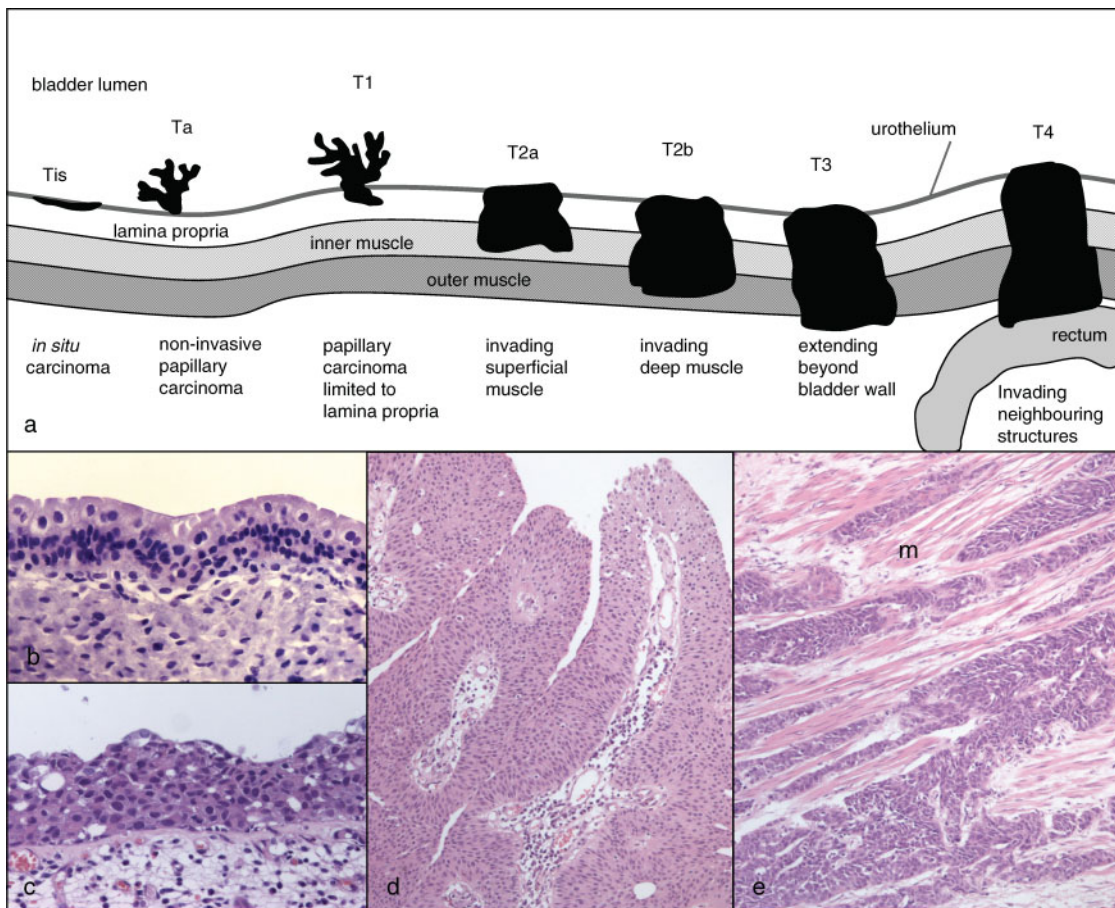 bladder lumen
Tis
Ta
T1
T2a
T2b
T3
urothelium
T4
lamina propria
inner muscle
outer muscle
rectum
in situ
carcinoma
non-invasive
papillary
carcinoma
papillary
carcinoma
limited to
lamina propria
invading
superficial
muscle
invading
deep muscle
extending
beyond
bladder wall
Invading
neighbouring
structures
a
b
c
d
m
e